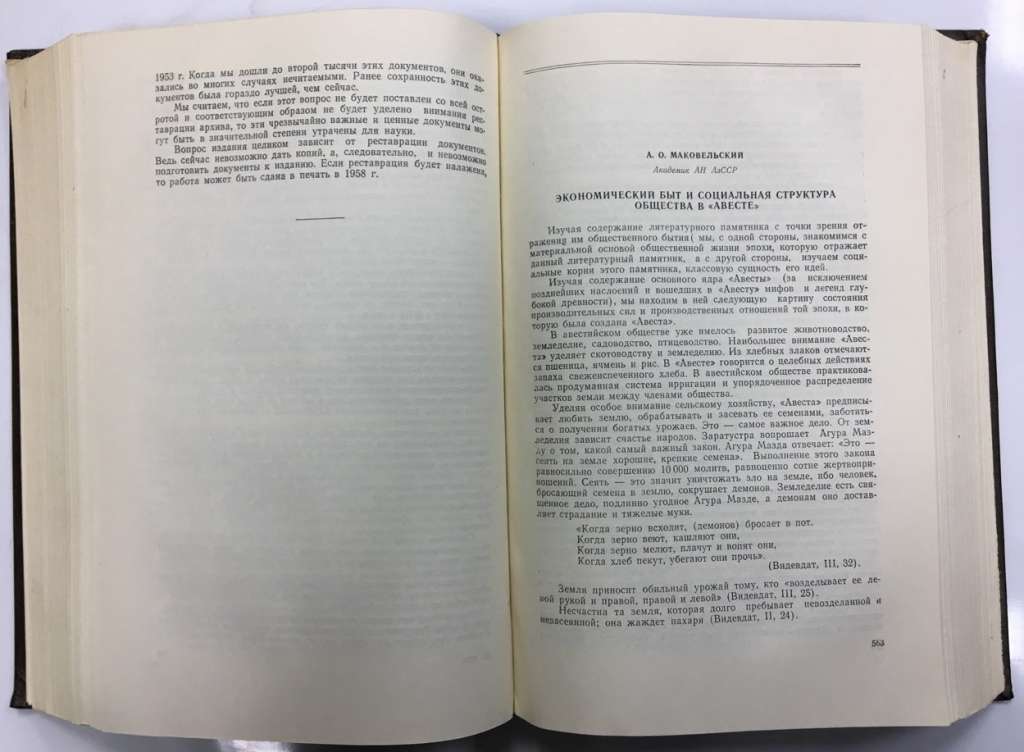 1953 г. Когда мы дошли до второй тысячи этих документов, они ока-
зались во многих случаях нечитаемыми. Ранее сохранность этих до-
кументов была гораздо лучшей, чем сейчас.
Мы считаем, что если этот вопрос не будет поставлен со всей ост-
ротой и соответствующим образом не будет уделено внимания рес-
таврации архива, то эти чрезвычайно важные и ценные документы мо-
гут быть в значительной степени утрачены для науки.
Вопрос издания целиком зависит от реставрации документов.
Ведь сейчас невозможно дать копий, а, следовательно, и невозможно
подготовить документы к изданию. Если реставрация будет налажена,
то работа может быть сдана в печать в 1958 г.
А. О. МАКОВЕЛЬСКИЙ
Академик АН АзССР
ЭКОНОМИЧЕСКИЙ БЫТ И СОЦИАЛЬНАЯ СТРУКТУРА
ОБЩЕСТВА В «АВЕСТЕ»
Изучая содержание литературного памятника с точки зрения от-
ражения им общественного бытия( мы, с одной стороны, знакомимся с
материальной основой общественной жизни эпохи, которую отражает
данный литературный памятник, а с другой стороны, изучаем соци-
альные корни этого памятника, классовую сущность его идей.
Изучая содержание основного ядра «Авесты» (за исключением
позднейших наслоений и вошедших в «Авесту» мифов и легенд глу-
бокой древности), мы находим в ней следующую картину состояния
производительных сил и производственных отношений той эпохи, в ко-
торую была создана «Авеста».
В авестийском обществе уже имелось развитое животноводство,
земледелие, садоводство, птицеводство. Наибольшее внимание «Авес-
та» уделяет скотоводству и земледелию. Из хлебных злаков отмечают-
ся пшеница, ячмень и рис. В «Авесте» говорится о целебных действиях
запаха свежеиспеченного хлеба. В авестийском обществе практикова-
лась продуманная система ирригации и упорядоченное распределение
участков земли между членами общества.
Уделяя особое внимание сельскому хозяйству, «Авеста» предписы-
вает любить землю, обрабатывать и засевать ее семенами, заботить-
ся о получении богатых урожаев. Это — самое важное дело. От зем-
леделия зависит счастье народов. Заратустра вопрошает Агура Маз-
ду о том, какой самый важный закон. Агура Мазда отвечает: «Это —
сеять на земле хорошие, крепкие семена». Выполнение этого закона
равносильно совершению 10 000 молитв, равноценно сотне жертвопри-
ношений. Сеять — это значит уничтожать зло на земле, ибо человек,
бросающий семена в землю, сокрушает демонов. Земледелие есть свя-
щенное дело, подлинно угодное Агура Мазде, а демонам оно достав-
ляет страдание и тяжелые муки.
«Когда зерно всходит, (демонов) бросает в пот.
Когда зерно веют, кашляют они,
Когда зерно мелют, плачут и вопят они,
Когда хлеб пекут, убегают они прочь».
(Видевдат, III, 32).
Земля приносит обильный урожай тому, кто «возделывает ее ле-
вой рукой и правой, правой и левой» (Видевдат, III, 25).
Несчастна та земля, которая долго пребывает невозделанной и
незасеянной; она жаждет пахаря (Видевдат, II, 24).
563